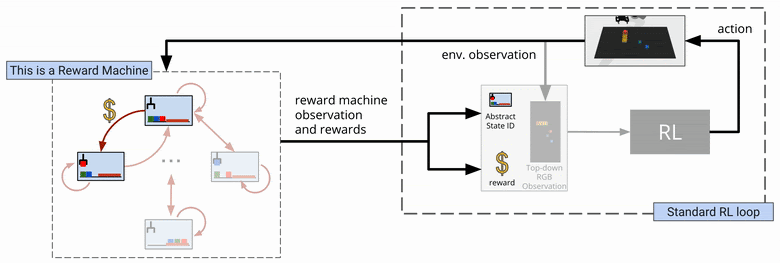 This is a Reward Machine
$
...
reward machine
observation
and rewards
env. observation
action
Abstract
State ID
$
reward
Top-down
RGB
Observation
RL
Standard RL loop